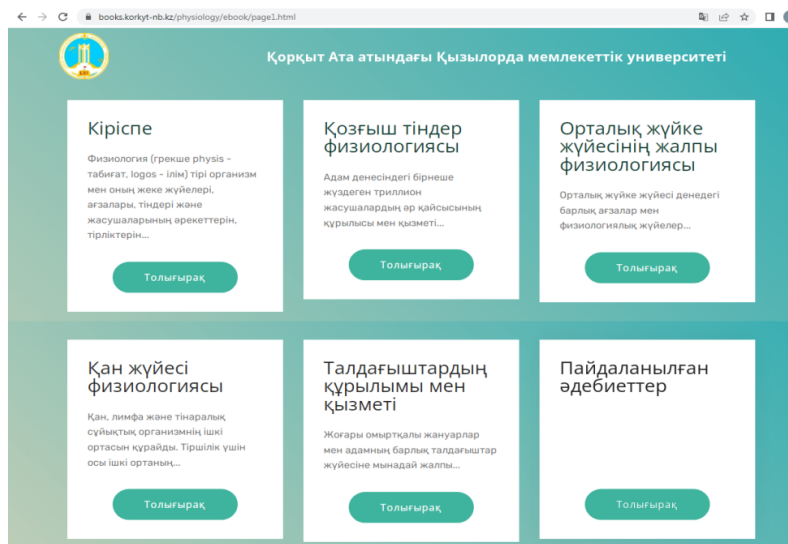 books.korkyt-nb.kz/physiology/ebook/page1.html
Қорқыт Ата атындағы Қызылорда мемлекеттік университеті
Кіріспе
Физиология (грекше physis –
табиғат, logos - ілім) тірі организм
мен оның жеке жүйелері,
ағзалары, тіндері және
жасушаларының әрекеттерін,
тірліктерін...
Толығырақ
Қозғыш тіндер
физиологиясы
Адам денесіндегі бірнеше
жүздеген триллион
жасушалардың әр қайсысының
құрылысы мен қызметі...
Толығырақ
Орталық жүйке
жүйесінің жалпы
физиологиясы
Орталық жүйке жүйесі денедегі
барлық ағзалар мен
физиологиялық жүйелер...
Толығырақ
Қан жүйесі
физиологиясы
Қан, лимфа және тінаралық
сұйықтық организмнің ішкі
ортасын құрайды. Тіршілік үшін
осы ішкі ортаның...
Толығырақ
Талдағыштардың
құрылымы мен
қызметі
Жоғары омыртқалы жануарлар
мен адамның барлық талдағыштар
жүйесіне мынадай жалпы...
Толығырақ
Пайдаланылған
әдебиеттер
Толығырақ